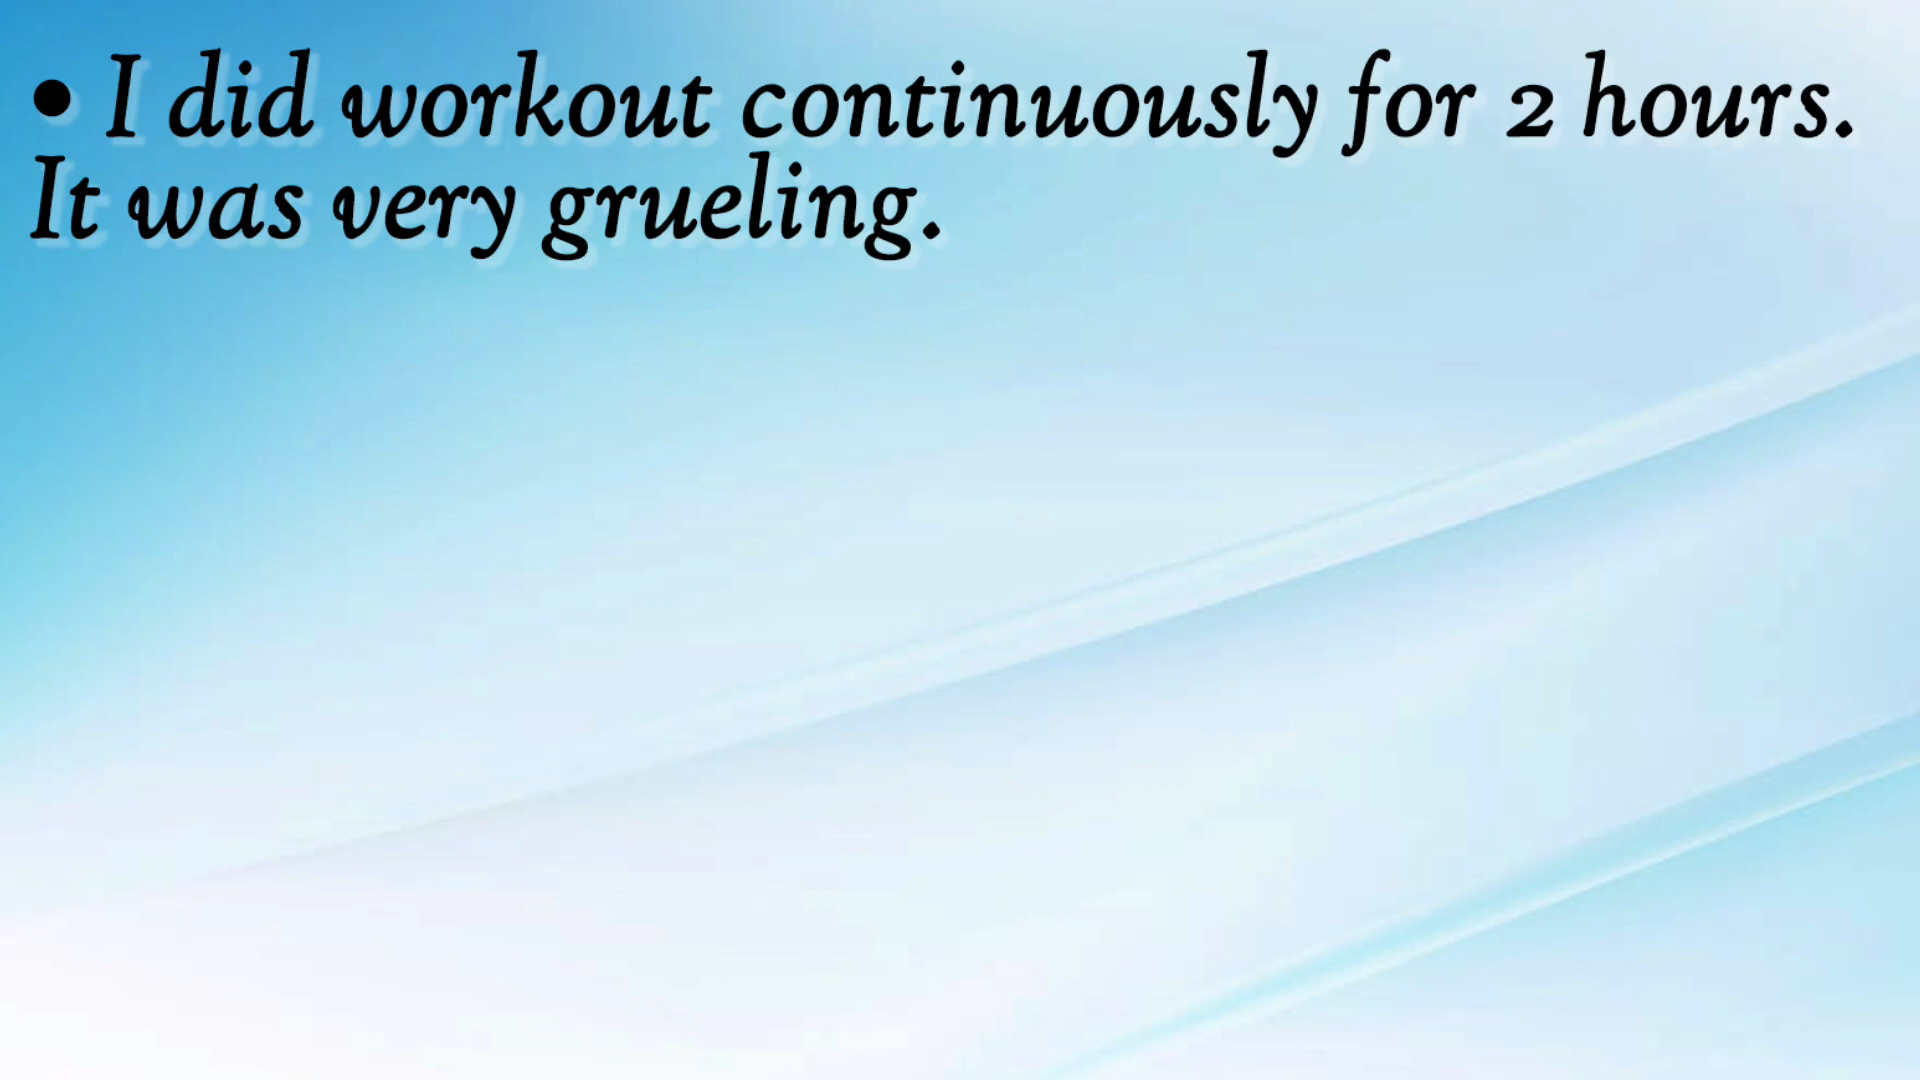 • I did workout continuously for 2 hours.
It was very grueling.